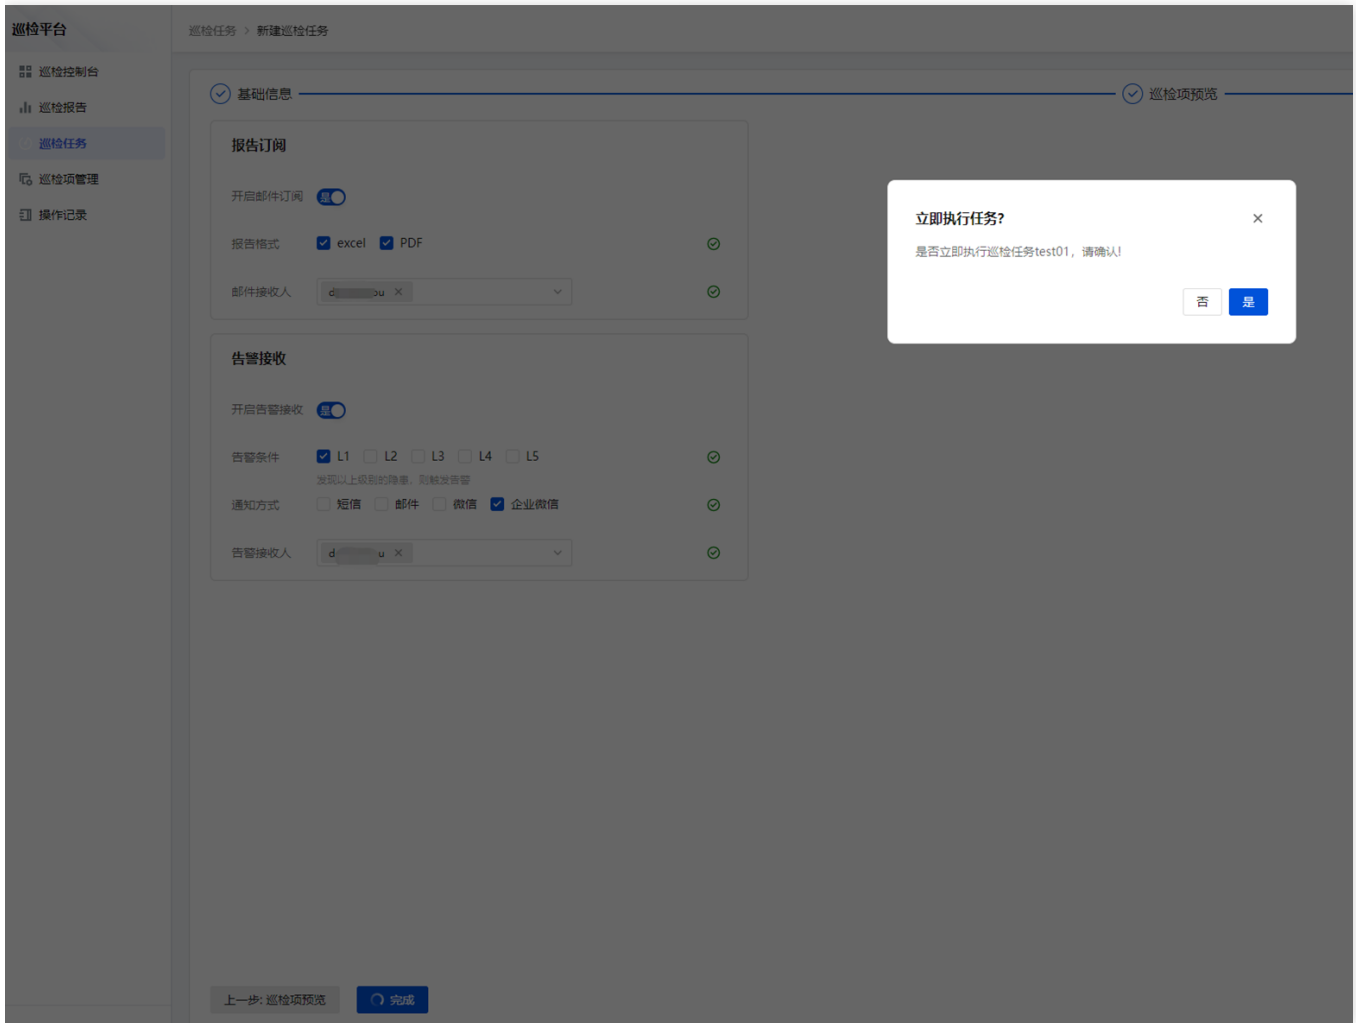 巡检平台
巡检任务 > 新建巡检任务
巡检控制台
巡检报告
巡检任务
巡检项管理
操作记录
基础信息
巡检项预览
报告订阅
开启邮件订阅 是
报告格式 excel PDF
邮件接收人
告警接收
开启告警接收 是
告警条件 L1 L2 L3 L4 L5
发现以上级别的隐患，则触发告警
通知方式 短信 邮件 微信 企业微信
告警接收人
立即执行任务?
是否立即执行巡检任务test01，请确认!
否 是
上一步: 巡检项预览 完成